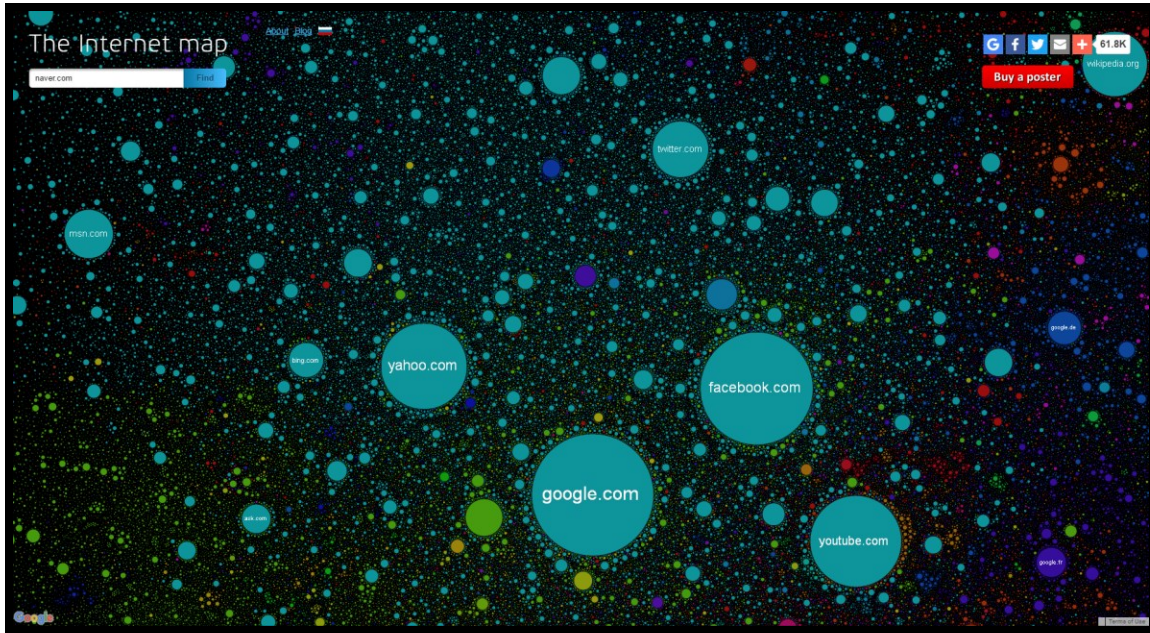 The Internet map
About Blog
naver.com Find
61.8K
Buy a poster
wikipedia.org
twitter.com
msn.com
google.de
bing.com
yahoo.com
facebook.com
google.com
ask.com
youtube.com
google.fr
Google
Terms of Use